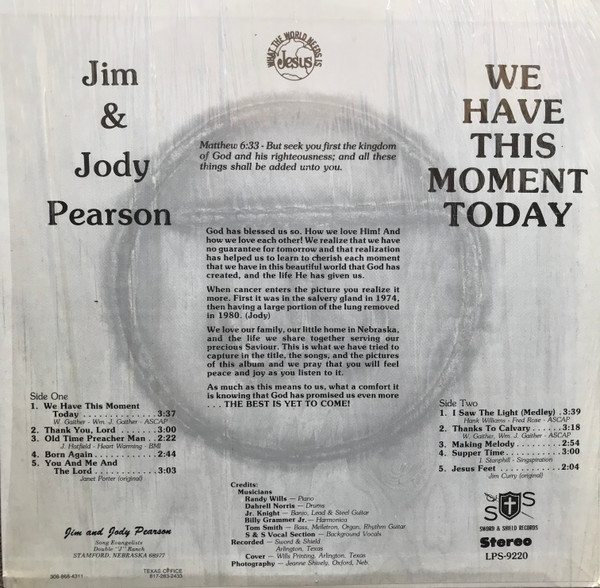 WHAT THE WORLD NEEDS IS
Jesus
Jim
&
Jody
Pearson
WE
HAVE
THIS
MOMENT
TODAY
Matthew 6:33 - But seek you first the kingdom
of God and his righteousness; and all these
things shall be added unto you.
God has blessed us so. How we love Him! And
how we love each other! We realize that we have
no guarantee for tomorrow and that realization
has helped us to learn to cherish each moment
that we have in this beautiful world that God has
created, and the life He has given us.
When cancer enters the picture you realize it
more. First it was in the salvery gland in 1974,
then having a large portion of the lung removed
in 1980. (Jody)
We love our family, our little home in Nebraska,
and the life we share together serving our
precious Saviour. This is what we have tried to
capture in the title, the songs, and the pictures
of this album and we pray that you will feel
peace and joy as you listen to it.
As much as this means to us, what a comfort it
is knowing that God has promised us even more
. . . THE BEST IS YET TO COME!
Side One
1. We Have This Moment
Today . . . . . . . . . . . . . 3:37
W. Gaither - Wm. J. Gaither - ASCAP
2. Thank You, Lord . . . . . . . 3:00
3. Old Time Preacher Man . . 2:22
J. Hatfield - Heart Warming - BMI
4. Born Again . . . . . . . . . . . 2:44
5. You And Me And
The Lord . . . . . . . . . . . 3:03
Janet Porter (original)
Side Two
1. I Saw The Light (Medley) . 3:39
Hank Williams - Fred Rose - ASCAP
2. Thanks To Calvary . . . . . 3:18
W. Gaither, Wm. J. Gaither - ASCAP
3. Making Melody . . . . . . . . 2:54
4. Supper Time . . . . . . . . . . 3:00
I. Stanphill - Singspiration
5. Jesus Feet . . . . . . . . . . . 2:04
Jim Curry (original)
Credits:
Musicians
Randy Wills — Piano
Dahrell Norris — Drums
Jr. Knight — Banjo, Lead & Steel Guitar
Billy Grammer Jr. — Harmonica
Tom Smith — Bass, Melletron, Organ, Rhythm Guitar
S & S Vocal Section — Background Vocals
Recorded — Sword & Shield
Arlington, Texas
Cover — Wills Printing, Arlington, Texas
Photography — Jeanne Shively, Oxford, Neb.
Jim and Jody Pearson
Song Evangelists
Double "J" Ranch
STAMFORD, NEBRASKA 68977
308-868-4311
TEXAS OFFICE
817-293-2433
S S
SWORD & SHIELD RECORDS
Stereo
LPS-9220